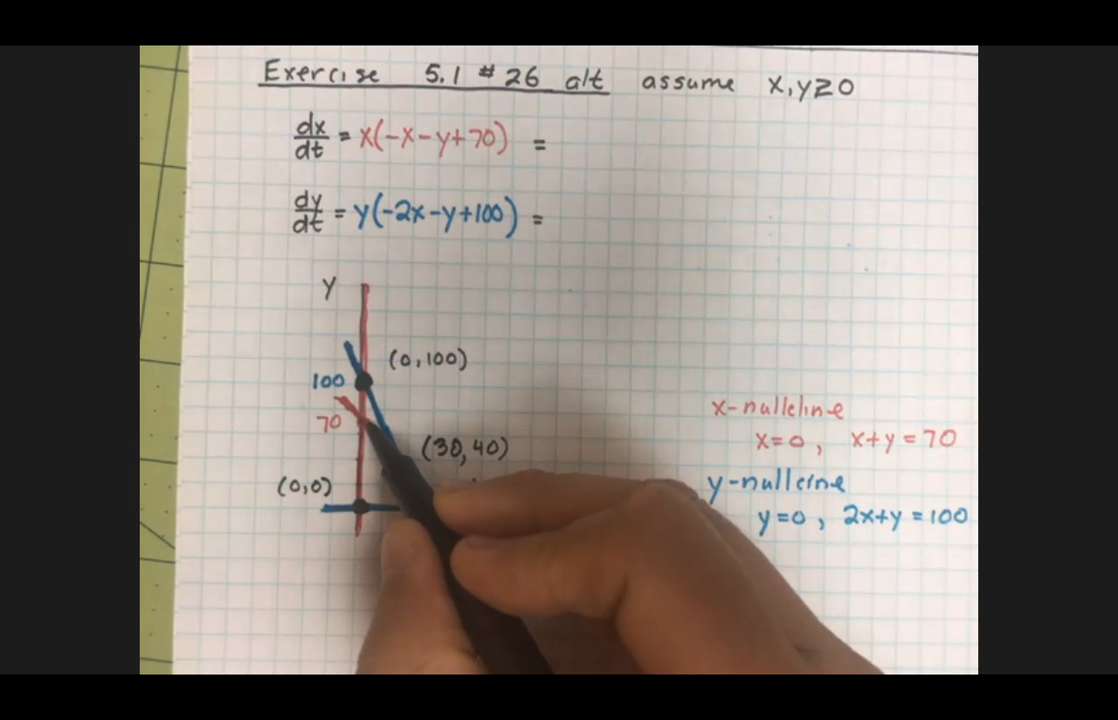 Exercise 5.1 # 26 alt assume x,y≥0
dx/dt = x(-x-y+70) =
dy/dt = y(-2x-y+100) =
y
(0,100)
100
70
(30,40)
(0,0)
x-nullcline
x=0, x+y=70
y-nullcline
y=0, 2x+y=100